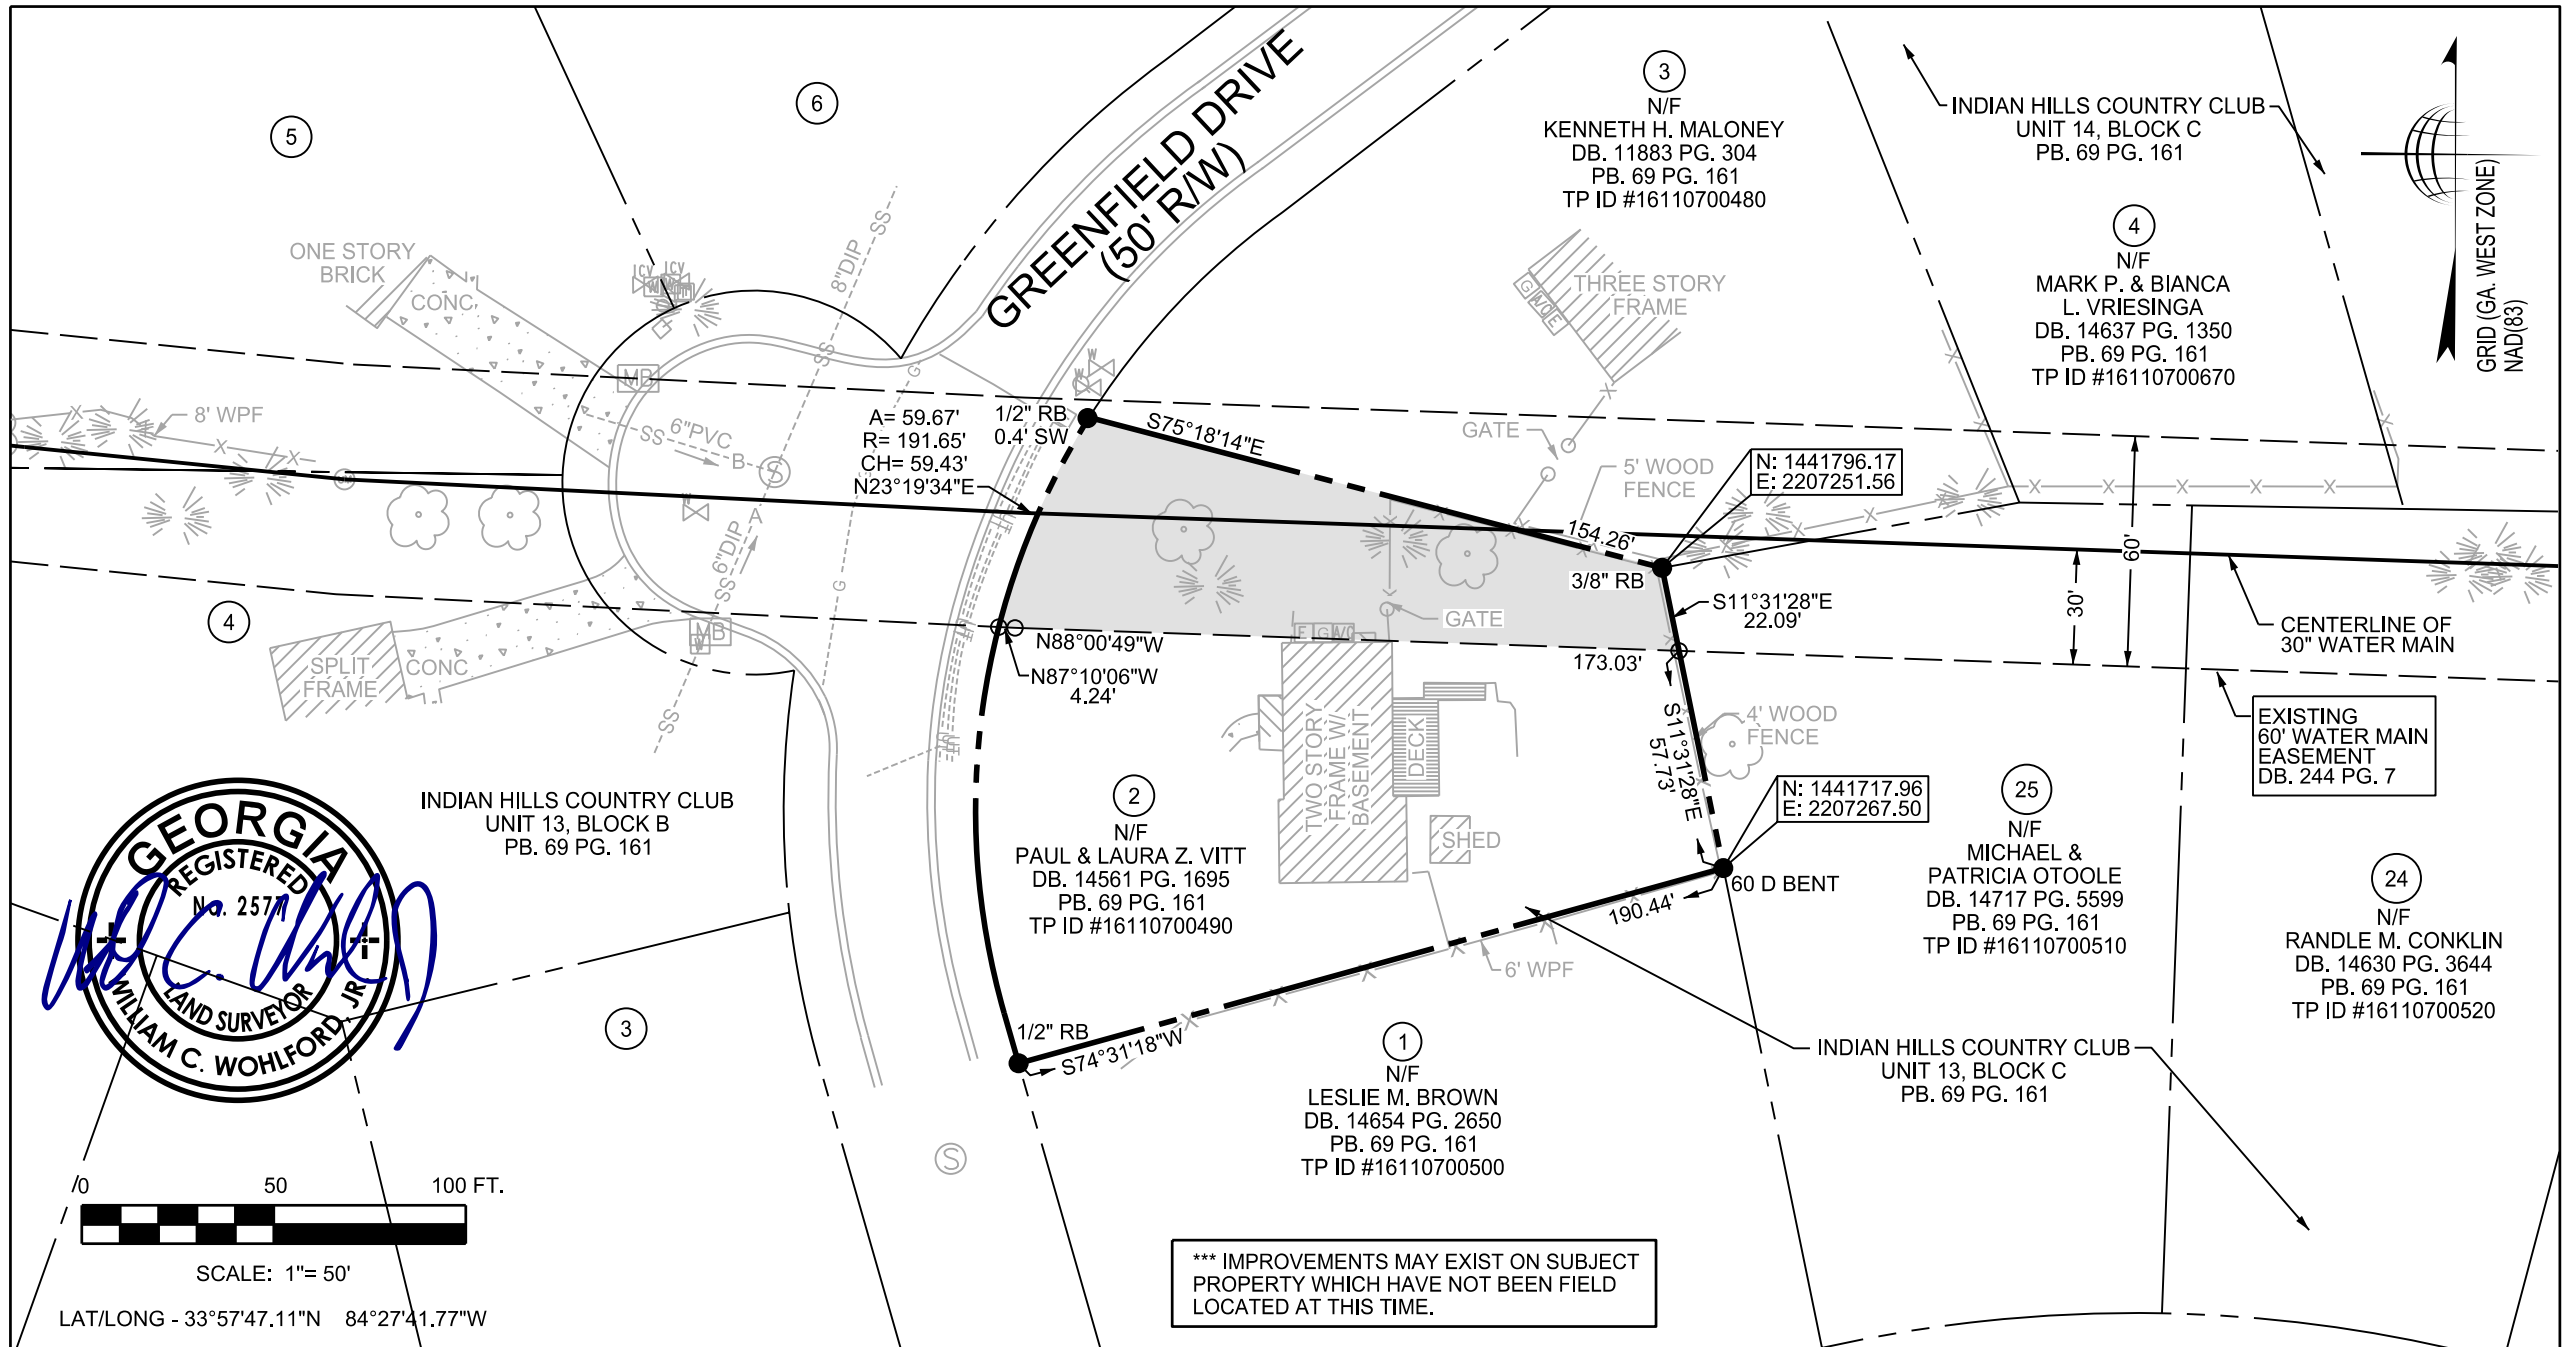 5
6
GREENFIELD DRIVE
(50' R/W)
3
N/F
KENNETH H. MALONEY
DB. 11883 PG. 304
PB. 69 PG. 161
TP ID #16110700480
INDIAN HILLS COUNTRY CLUB
UNIT 14, BLOCK C
PB. 69 PG. 161
GRID (GA. WEST ZONE)
NAD(83)
4
N/F
MARK P. & BIANCA
L. VRIESINGA
DB. 14637 PG. 1350
PB. 69 PG. 161
TP ID #16110700670
ONE STORY
BRICK
CONC.
ICV
ICV
8"DIP
SS
SS
THREE STORY
FRAME
G
W
C
E
MB
8' WPF
SS
6"PVC
B
S
G
W
W
A= 59.67'
R= 191.65'
CH= 59.43'
N23°19'34"E
1/2" RB
0.4' SW
S75°18'14"E
154.26'
GATE
5' WOOD
FENCE
N: 1441796.17
E: 2207251.56
3/8" RB
W
A
6"DIP
SS
G
UE
60'
30'
CENTERLINE OF
30" WATER MAIN
4
SPLIT
FRAME
CONC
MB
W
SS
UE
N88°00'49"W
N87°10'06"W
4.24'
E
G
W
C
GATE
173.03'
S11°31'28"E
22.09'
S11°31'28"E
57.73'
4' WOOD
FENCE
EXISTING
60' WATER MAIN
EASEMENT
DB. 244 PG. 7
TWO STORY
FRAME W/
BASEMENT
DECK
SHED
N: 1441717.96
E: 2207267.50
60 D BENT
INDIAN HILLS COUNTRY CLUB
UNIT 13, BLOCK B
PB. 69 PG. 161
2
N/F
PAUL & LAURA Z. VITT
DB. 14561 PG. 1695
PB. 69 PG. 161
TP ID #16110700490
25
N/F
MICHAEL &
PATRICIA OTOOLE
DB. 14717 PG. 5599
PB. 69 PG. 161
TP ID #16110700510
24
N/F
RANDLE M. CONKLIN
DB. 14630 PG. 3644
PB. 69 PG. 161
TP ID #16110700520
GEORGIA
REGISTERED
No. 2577
LAND SURVEYOR
WILLIAM C. WOHLFORD, JR.
3
1/2" RB
S74°31'18"W
190.44'
6' WPF
S
1
N/F
LESLIE M. BROWN
DB. 14654 PG. 2650
PB. 69 PG. 161
TP ID #16110700500
INDIAN HILLS COUNTRY CLUB
UNIT 13, BLOCK C
PB. 69 PG. 161
0 50 100 FT.
SCALE: 1"= 50'
LAT/LONG - 33°57'47.11"N 84°27'41.77"W
*** IMPROVEMENTS MAY EXIST ON SUBJECT
PROPERTY WHICH HAVE NOT BEEN FIELD
LOCATED AT THIS TIME.